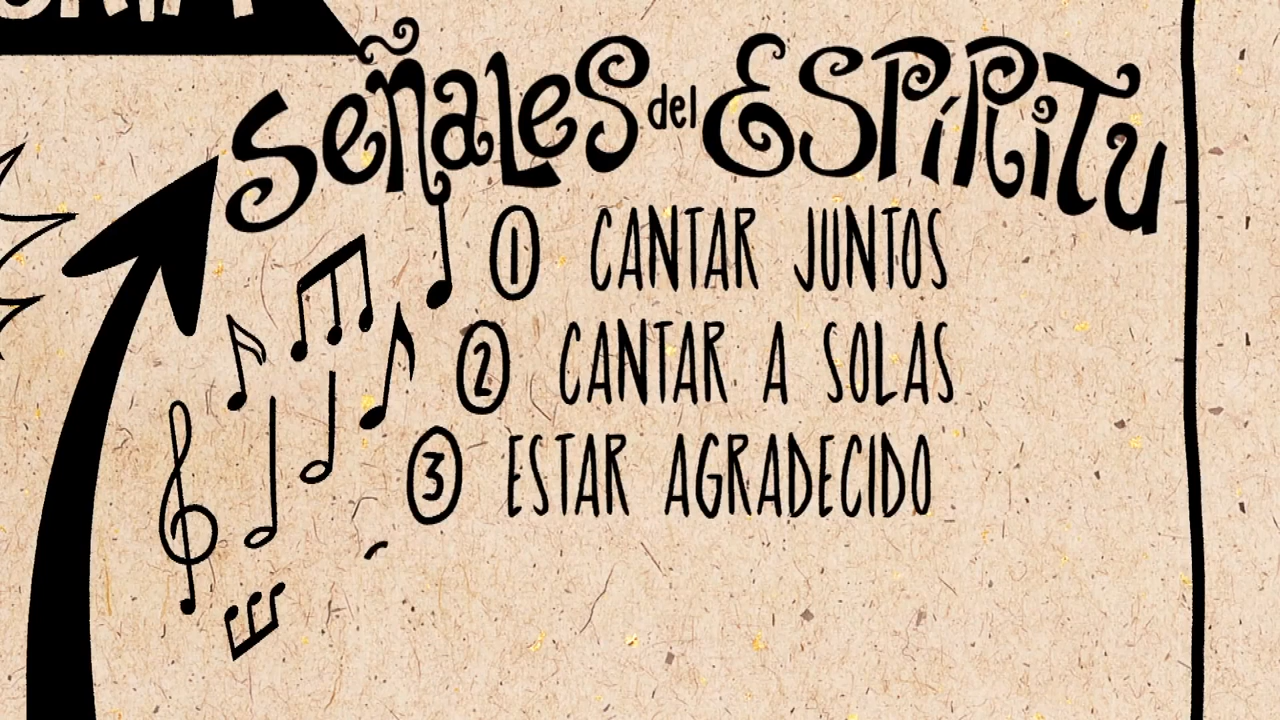 Señales del ESPÍRITU
1 CANTAR JUNTOS
2 CANTAR A SOLAS
3 ESTAR AGRADECIDO